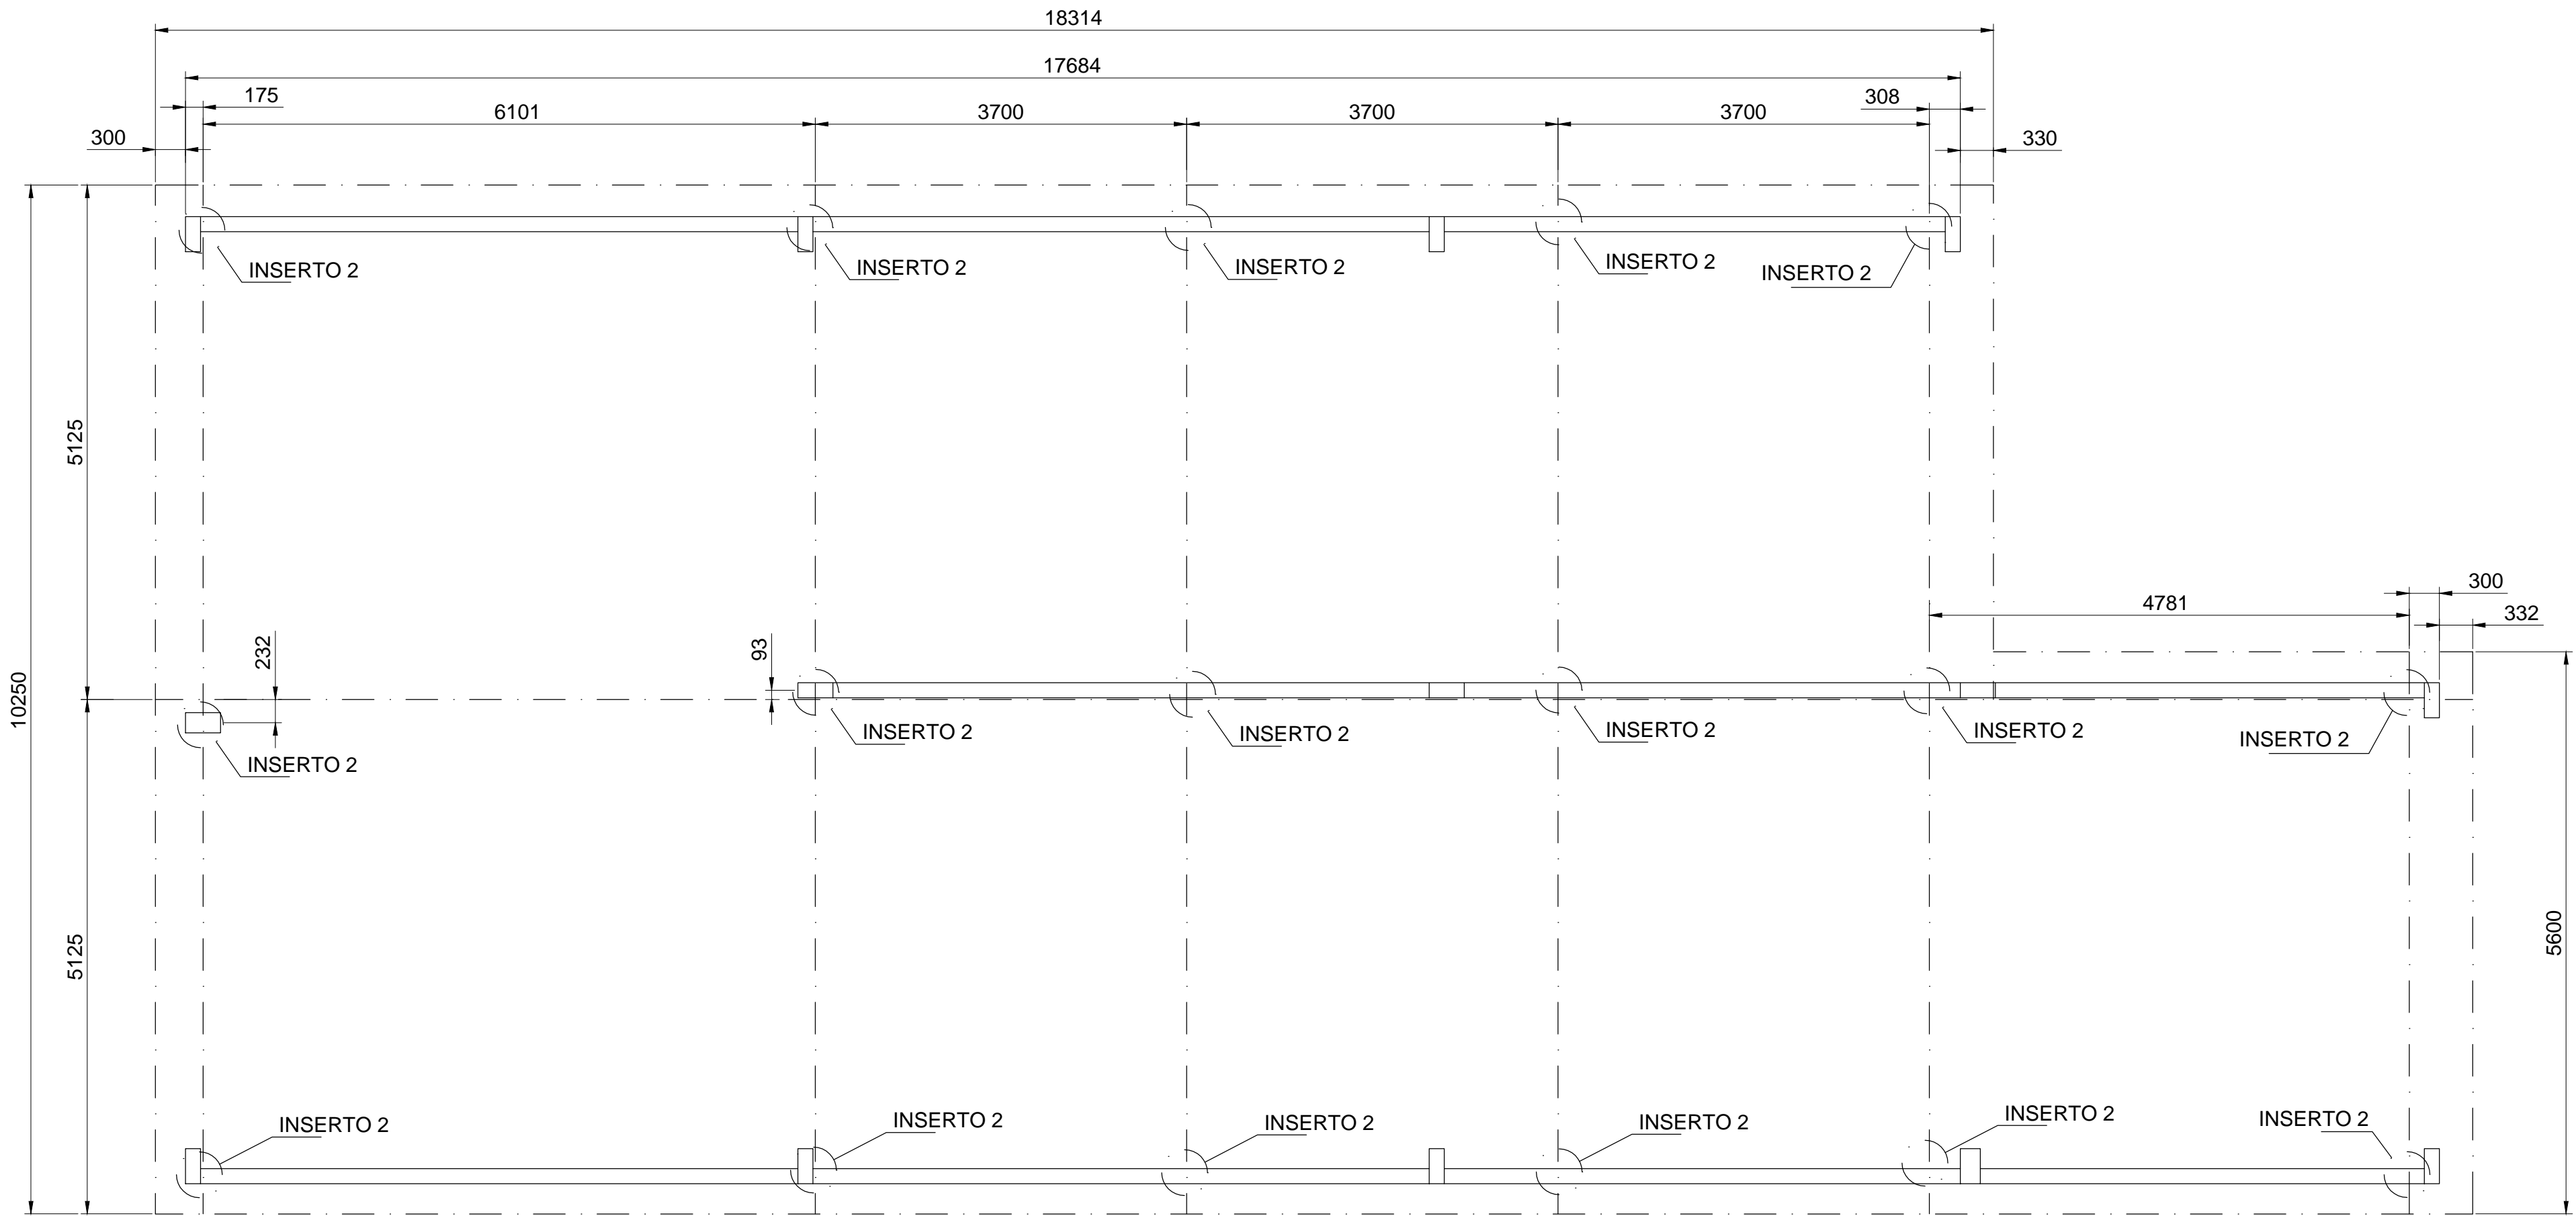 18314
17684
175
6101
3700
3700
3700
308
300
330
INSERTO 2
INSERTO 2
INSERTO 2
INSERTO 2
INSERTO 2
5125
10250
232
93
4781
300
332
INSERTO 2
INSERTO 2
INSERTO 2
INSERTO 2
INSERTO 2
INSERTO 2
5125
5600
INSERTO 2
INSERTO 2
INSERTO 2
INSERTO 2
INSERTO 2
INSERTO 2